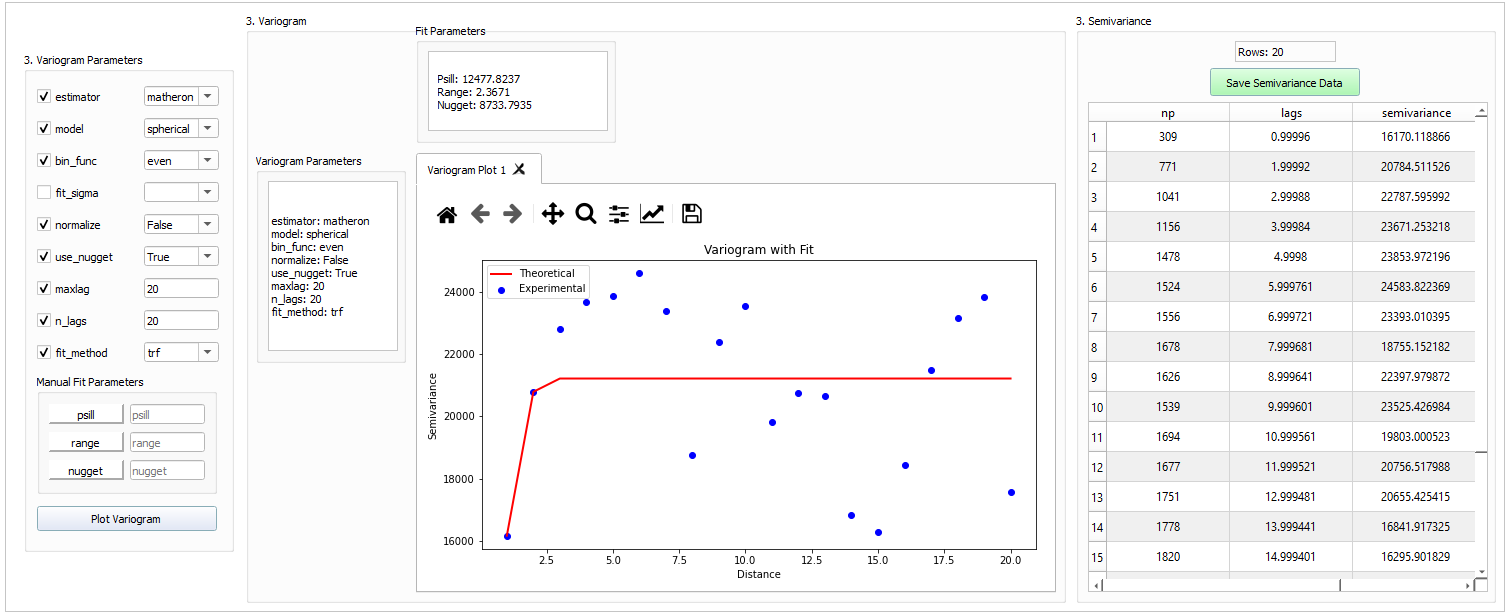 3. Variogram Parameters
estimator matheron
model spherical
bin_func even
fit_sigma
normalize False
use_nugget True
maxlag 20
n_lags 20
fit_method trf
Manual Fit Parameters
psill psill
range range
nugget nugget
Plot Variogram
3. Variogram
Fit Parameters
Psill: 12477.8237
Range: 2.3671
Nugget: 8733.7935
Variogram Parameters
estimator: matheron
model: spherical
bin_func: even
normalize: False
use_nugget: True
maxlag: 20
n_lags: 20
fit_method: trf
Variogram Plot 1
Variogram with Fit
Theoretical
Experimental
24000
22000
20000
18000
16000
Semivariance
2.5 5.0 7.5 10.0 12.5 15.0 17.5 20.0
Distance
3. Semivariance
Rows: 20
Save Semivariance Data
np lags semivariance
1 309 0.99996 16170.118866
2 771 1.99992 20784.511526
3 1041 2.99988 22787.595992
4 1156 3.99984 23671.253218
5 1478 4.9998 23853.972196
6 1524 5.999761 24583.822369
7 1556 6.999721 23393.010395
8 1678 7.999681 18755.152182
9 1626 8.999641 22397.979872
10 1539 9.999601 23525.426984
11 1694 10.999561 19803.000523
12 1677 11.999521 20756.517988
13 1751 12.999481 20655.425415
14 1778 13.999441 16841.917325
15 1820 14.999401 16295.901829